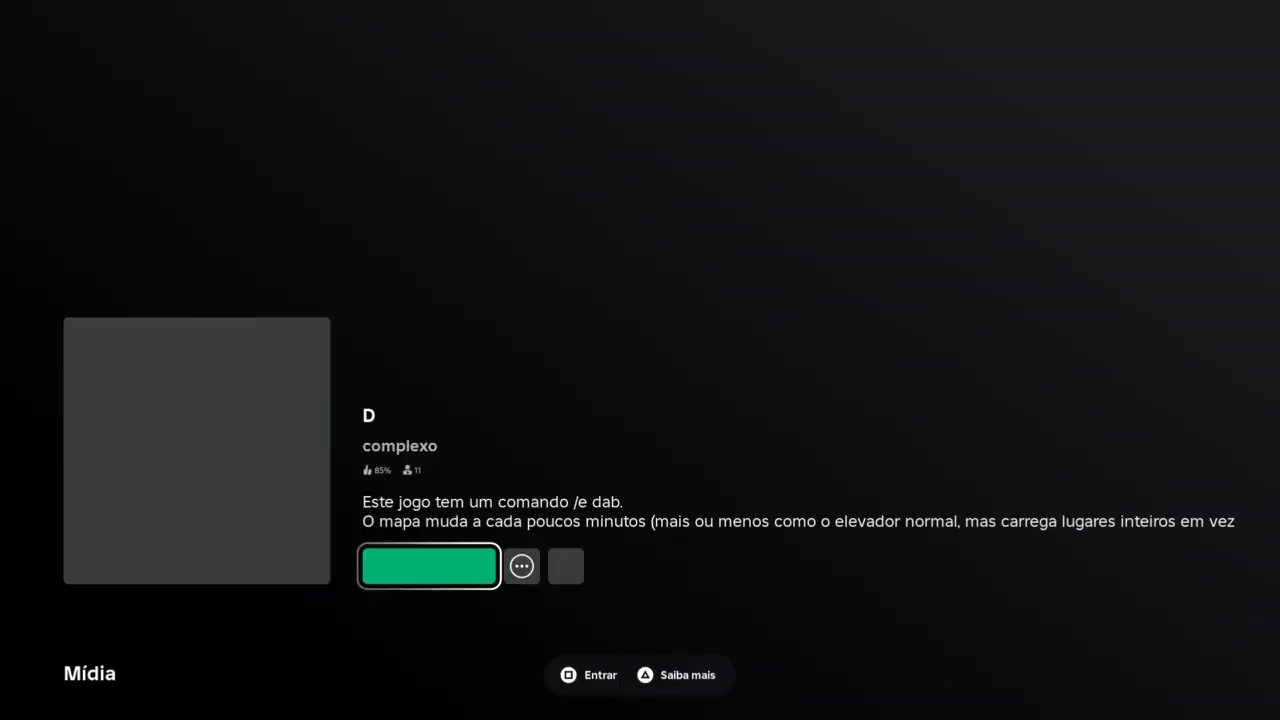 D
complexo
85% 11
Este jogo tem um comando /e dab.
O mapa muda a cada poucos minutos (mais ou menos como o elevador normal, mas carrega lugares inteiros em vez
Mídia
Entrar Saiba mais